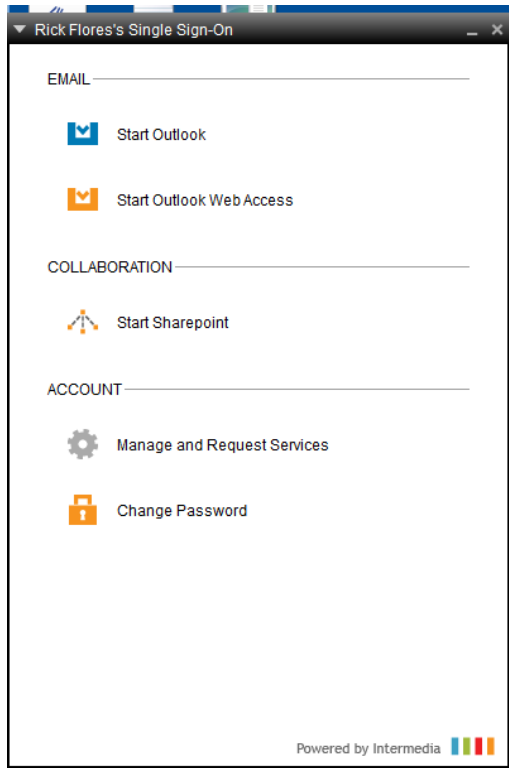 Rick Flores's Single Sign-On
EMAIL
Start Outlook
Start Outlook Web Access
COLLABORATION
Start Sharepoint
ACCOUNT
Manage and Request Services
Change Password
Powered by Intermedia